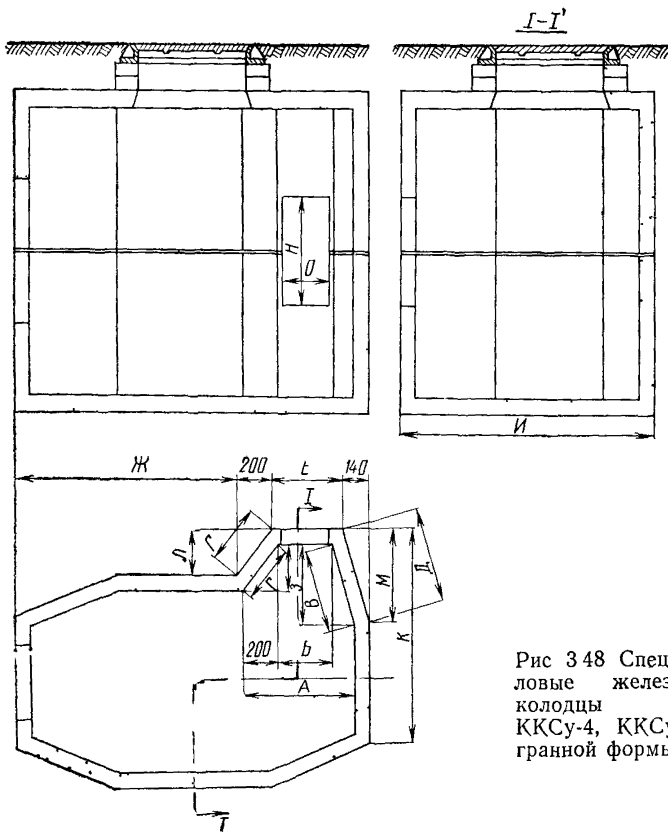 I-I'
Н
О
И
Ж
200
Е
140
I
Л
Г
Г
З
В
М
К
Д
200
Б
А
I
Рис 3 48 Спец
ловые желез
колодцы
ККСу-4, ККСу
гранной формы